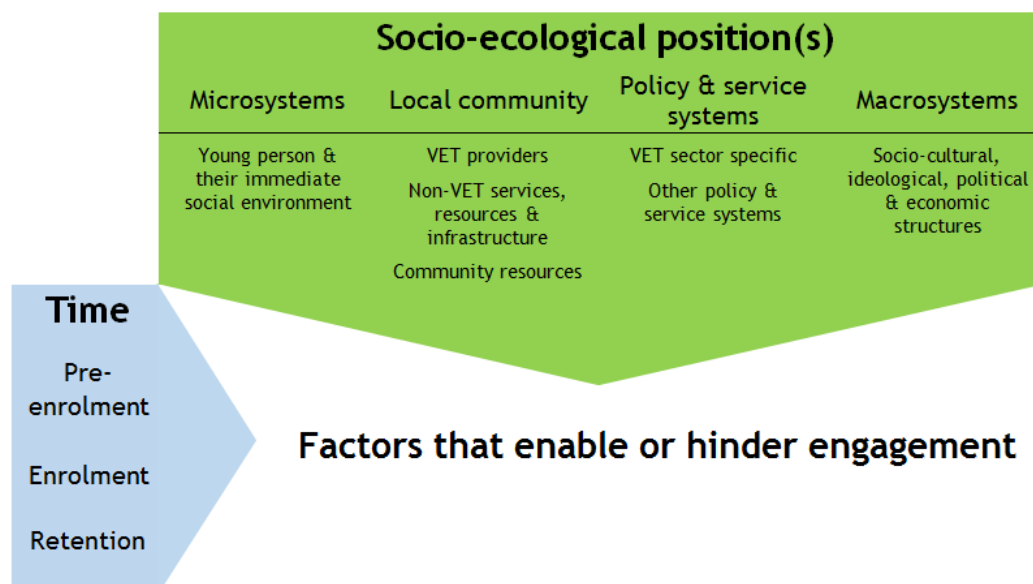 Socio-ecological position(s)
Microsystems
Local community
Policy & service
systems
Macrosystems
Young person &
their immediate
social environment
VET providers
Non-VET services,
resources &
infrastructure
Community resources
VET sector specific
Other policy &
service systems
Socio-cultural,
ideological, political
& economic
structures
Time
Pre-
enrolment
Enrolment
Retention
Factors that enable or hinder engagement